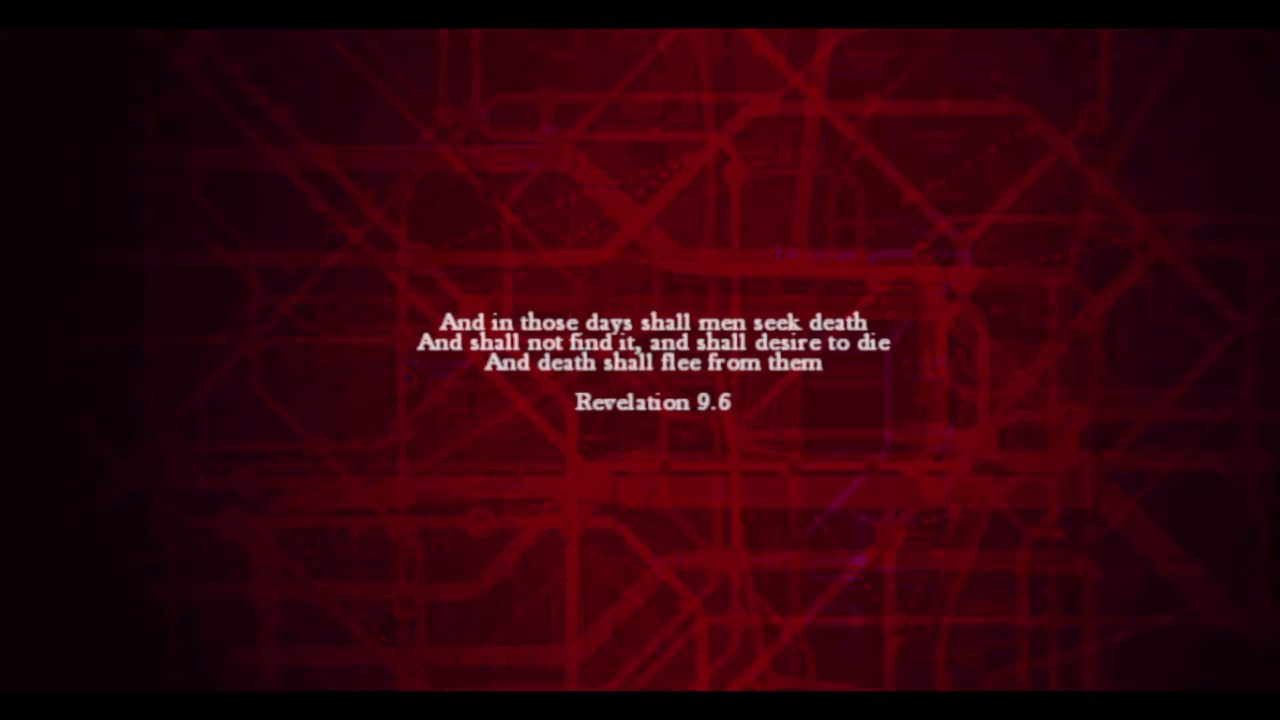 And in those days shall men seek death
And shall not find it, and shall desire to die
And death shall flee from them
Revelation 9.6